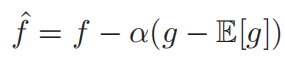 f̂ = f − α(g − 𝔼[g])